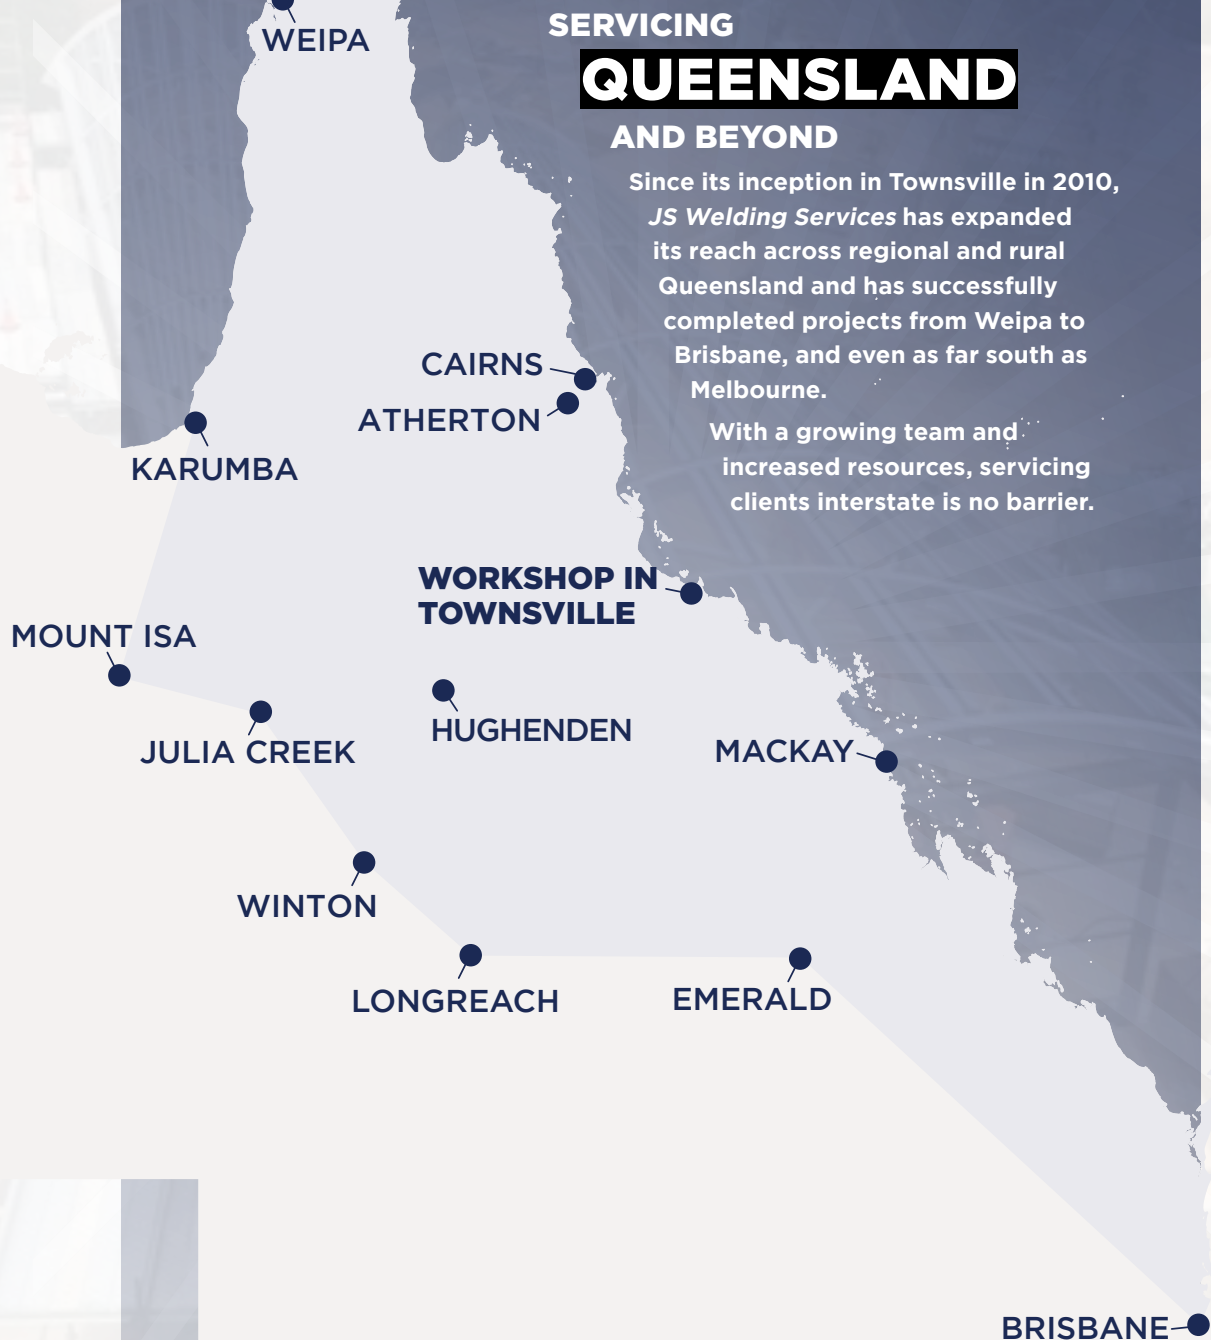 WEIPA
SERVICING
QUEENSLAND
AND BEYOND
Since its inception in Townsville in 2010,
JS Welding Services has expanded
its reach across regional and rural
Queensland and has successfully
completed projects from Weipa to
Brisbane, and even as far south as
Melbourne.
With a growing team and
increased resources, servicing
clients interstate is no barrier.
CAIRNS
ATHERTON
KARUMBA
WORKSHOP IN
TOWNSVILLE
MOUNT ISA
JULIA CREEK
HUGHENDEN
MACKAY
WINTON
LONGREACH
EMERALD
BRISBANE